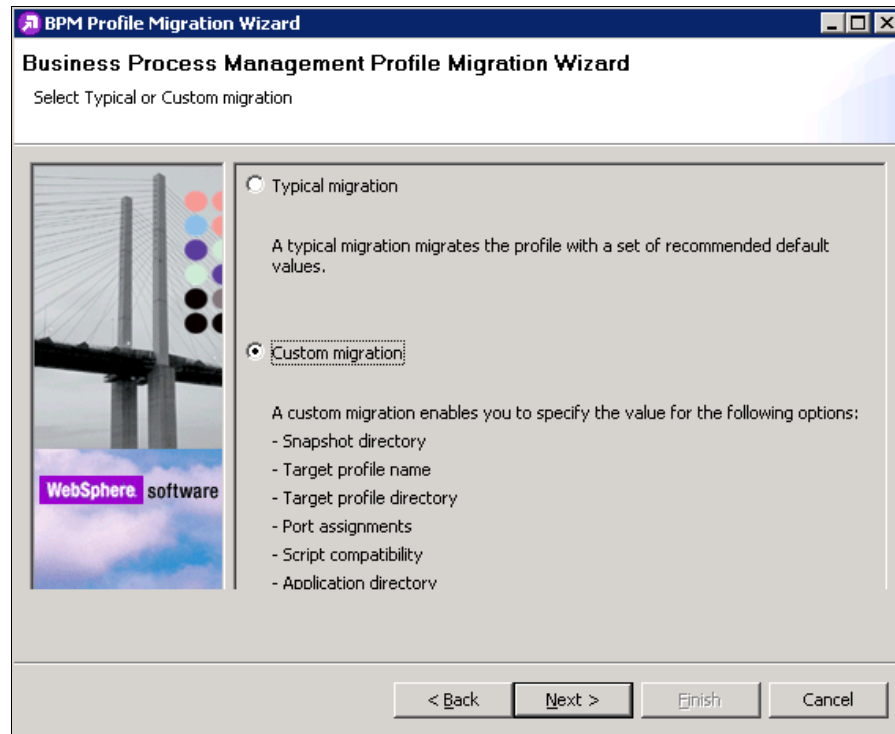 BPM Profile Migration Wizard
Business Process Management Profile Migration Wizard
Select Typical or Custom migration
Typical migration
A typical migration migrates the profile with a set of recommended default
values.
Custom migration
A custom migration enables you to specify the value for the following options:
- Snapshot directory
- Target profile name
- Target profile directory
- Port assignments
- Script compatibility
- Application directory
WebSphere. software
< Back
Next >
Finish
Cancel